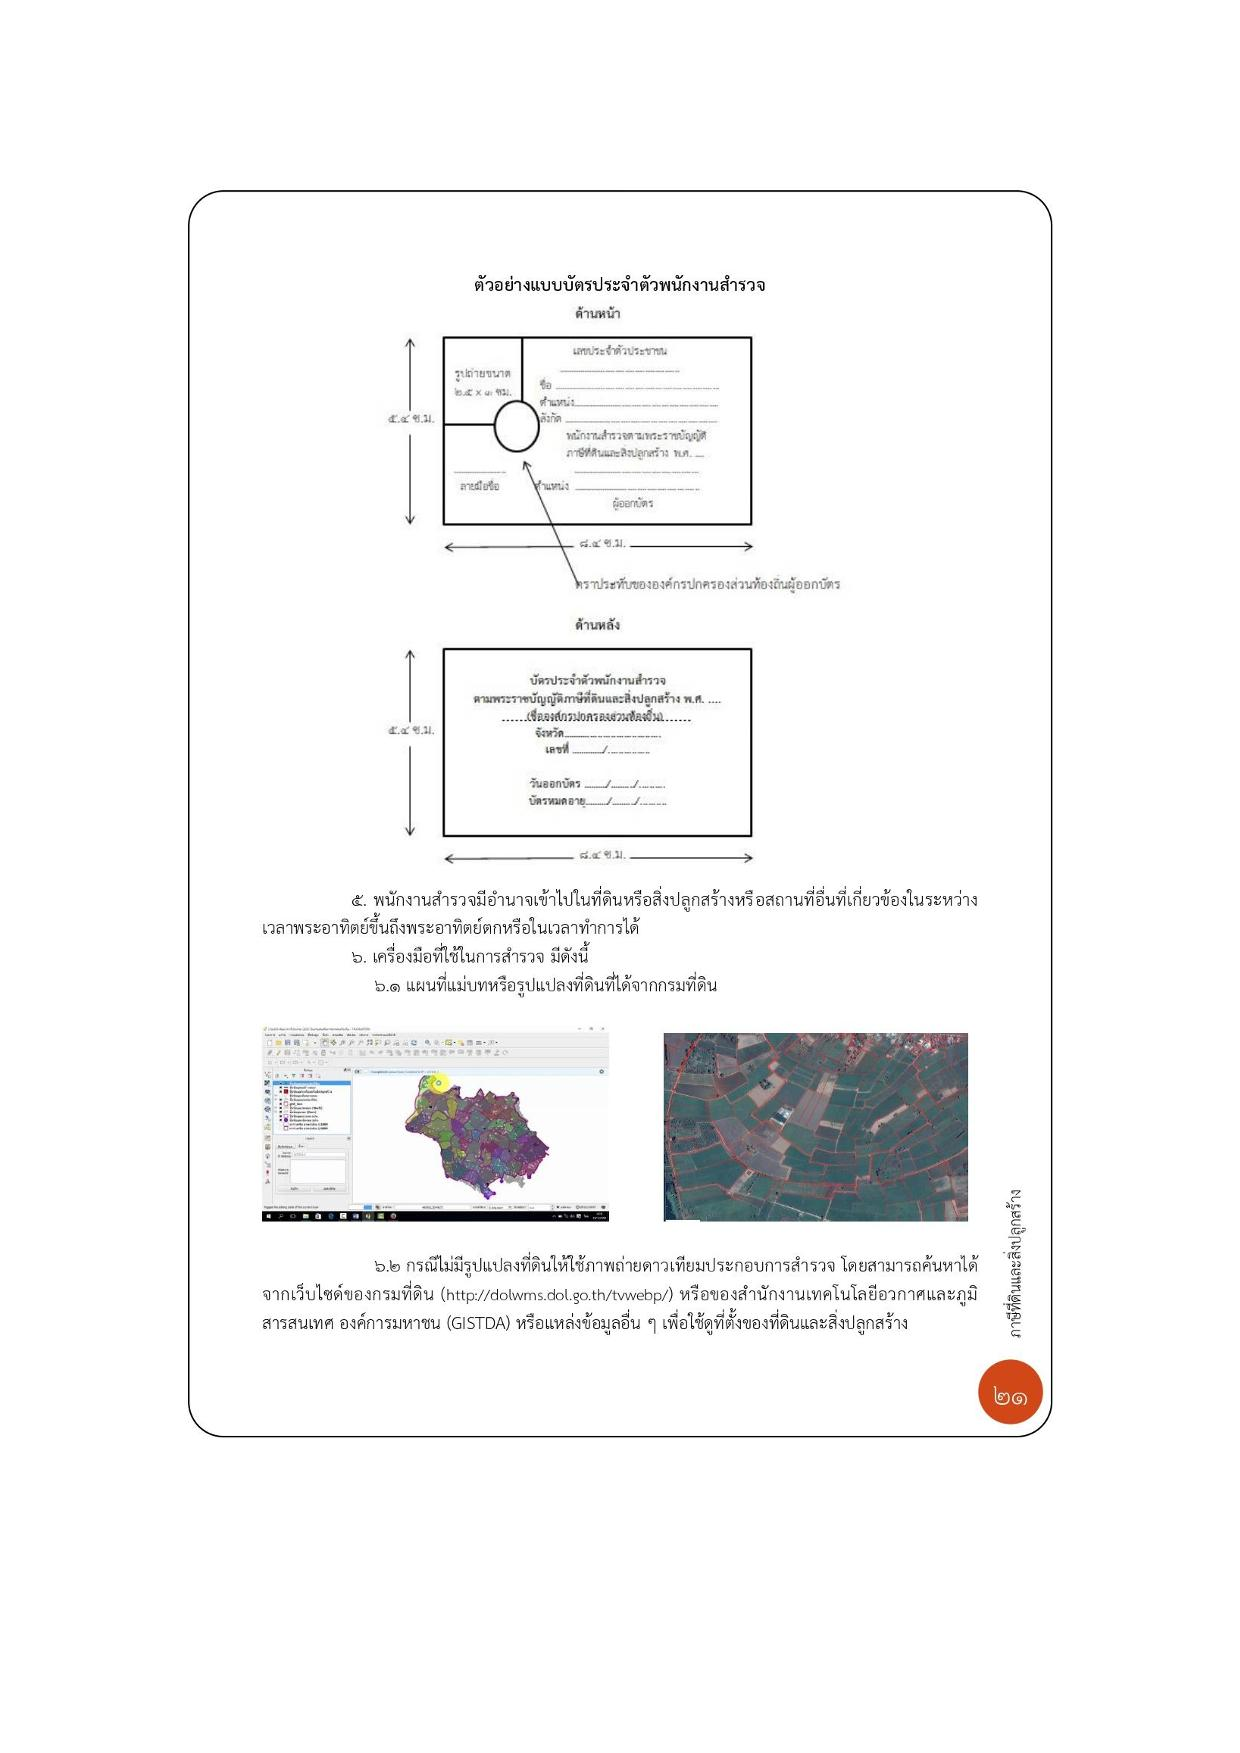 ตัวอย่างแบบบัตรประจำตัวพนักงานสำรวจ
ด้านหน้า
เลขประจำตัวประชาชน
รูปถ่ายขนาด
๒.๕ × ๓ ซม.
ชื่อ
ตำแหน่ง
สังกัด
๕.๔ ซ.ม.
พนักงานสำรวจตามพระราชบัญญัติ
ภาษีที่ดินและสิ่งปลูกสร้าง พ.ศ. ....
ลายมือชื่อ
ตำแหน่ง
ผู้ออกบัตร
๘.๔ ซ.ม.
ตราประทับขององค์กรปกครองส่วนท้องถิ่นผู้ออกบัตร
ด้านหลัง
บัตรประจำตัวพนักงานสำรวจ
ตามพระราชบัญญัติภาษีที่ดินและสิ่งปลูกสร้าง พ.ศ. ....
......(ชื่อองค์กรปกครองส่วนท้องถิ่น)......
๕.๔ ซ.ม.
จังหวัด........................
เลขที่ ........./............
วันออกบัตร ......./......./........
บัตรหมดอายุ......./......./........
๘.๔ ซ.ม.
๕. พนักงานสำรวจมีอำนาจเข้าไปในที่ดินหรือสิ่งปลูกสร้างหรือสถานที่อื่นที่เกี่ยวข้องในระหว่าง
เวลาพระอาทิตย์ขึ้นถึงพระอาทิตย์ตกหรือในเวลาทำการได้
๖. เครื่องมือที่ใช้ในการสำรวจ มีดังนี้
๖.๑ แผนที่แม่บทหรือรูปแปลงที่ดินที่ได้จากกรมที่ดิน
๖.๒ กรณีไม่มีรูปแปลงที่ดินให้ใช้ภาพถ่ายดาวเทียมประกอบการสำรวจ โดยสามารถค้นหาได้
จากเว็บไซต์ของกรมที่ดิน (http://dolwms.dol.go.th/tvwebp/) หรือของสำนักงานเทคโนโลยีอวกาศและภูมิ
สารสนเทศ องค์การมหาชน (GISTDA) หรือแหล่งข้อมูลอื่น ๆ เพื่อใช้ดูที่ตั้งของที่ดินและสิ่งปลูกสร้าง
ภาษีที่ดินและสิ่งปลูกสร้าง
๒๑